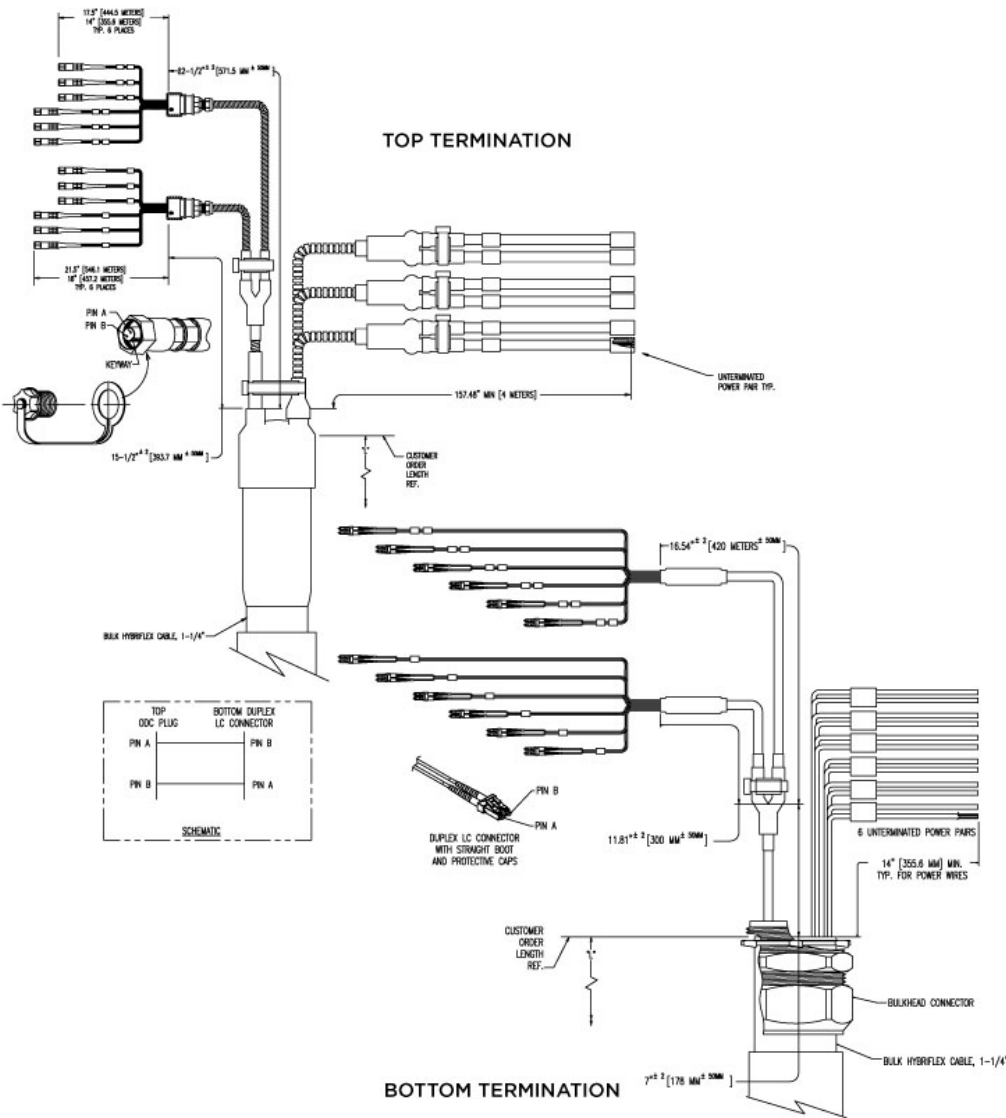 17.5" [444.5 METERS]
14" [355.6 METERS]
TYP. 6 PLACES
62-1/2"± 2 [571.5 MM ± 50MM]
TOP TERMINATION
21.5" [546.1 METERS]
18" [457.2 METERS]
TYP. 6 PLACES
PIN A
PIN B
KEYWAY
UNTERMINATED
POWER PAIR TYP.
157.48" MIN [4 METERS]
15-1/2"± 2 [393.7 MM ± 50MM]
CUSTOMER
ORDER
LENGTH
REF.
16.54"± 2 [420 METERS± 50MM]
BULK HYBRIFLEX CABLE, 1-1/4"
TOP
ODC PLUG
BOTTOM DUPLEX
LC CONNECTOR
PIN A
PIN B
PIN B
PIN A
SCHEMATIC
PIN B
PIN A
DUPLEX LC CONNECTOR
WITH STRAIGHT BOOT
AND PROTECTIVE CAPS
11.81"± 2 [300 MM± 50MM]
6 UNTERMINATED POWER PAIRS
14" [355.6 MM] MIN.
TYP. FOR POWER WIRES
CUSTOMER
ORDER
LENGTH
REF.
BULKHEAD CONNECTOR
BULK HYBRIFLEX CABLE, 1-1/4"
7"± 2 [178 MM ± 50MM]
BOTTOM TERMINATION